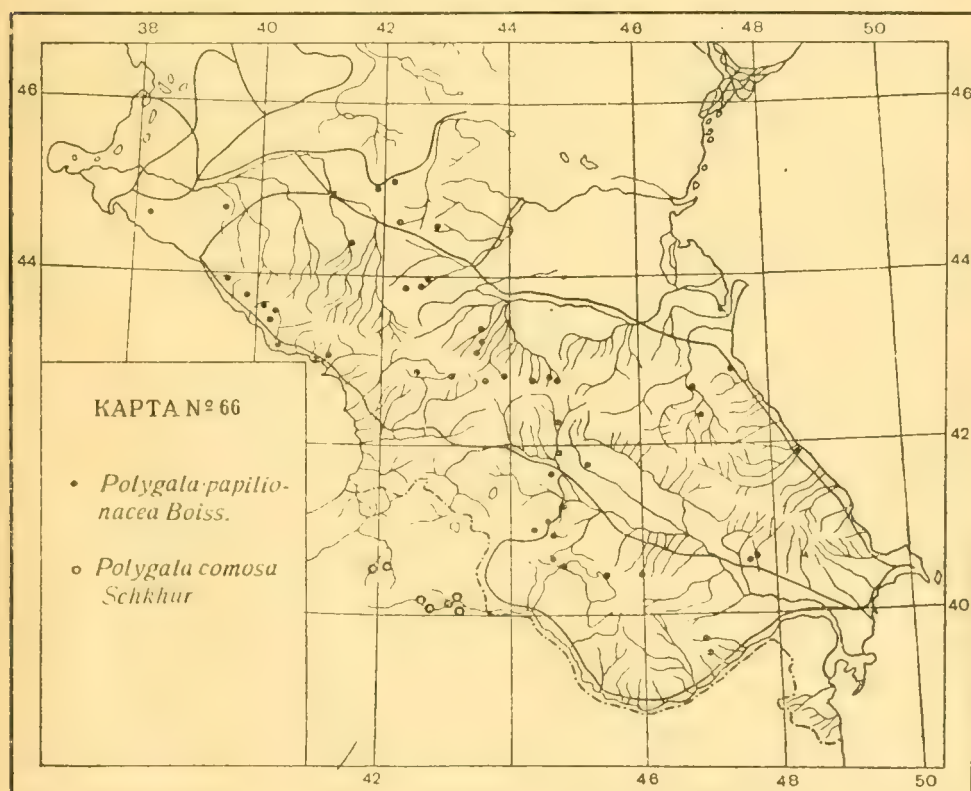 38 40 42 44 46 48 50
46 46
44 44
КАРТА № 66
• Polygala papilio-
nacea Boiss.
42
○ Polygala comosa
Schkhur
40
42 46 48 50